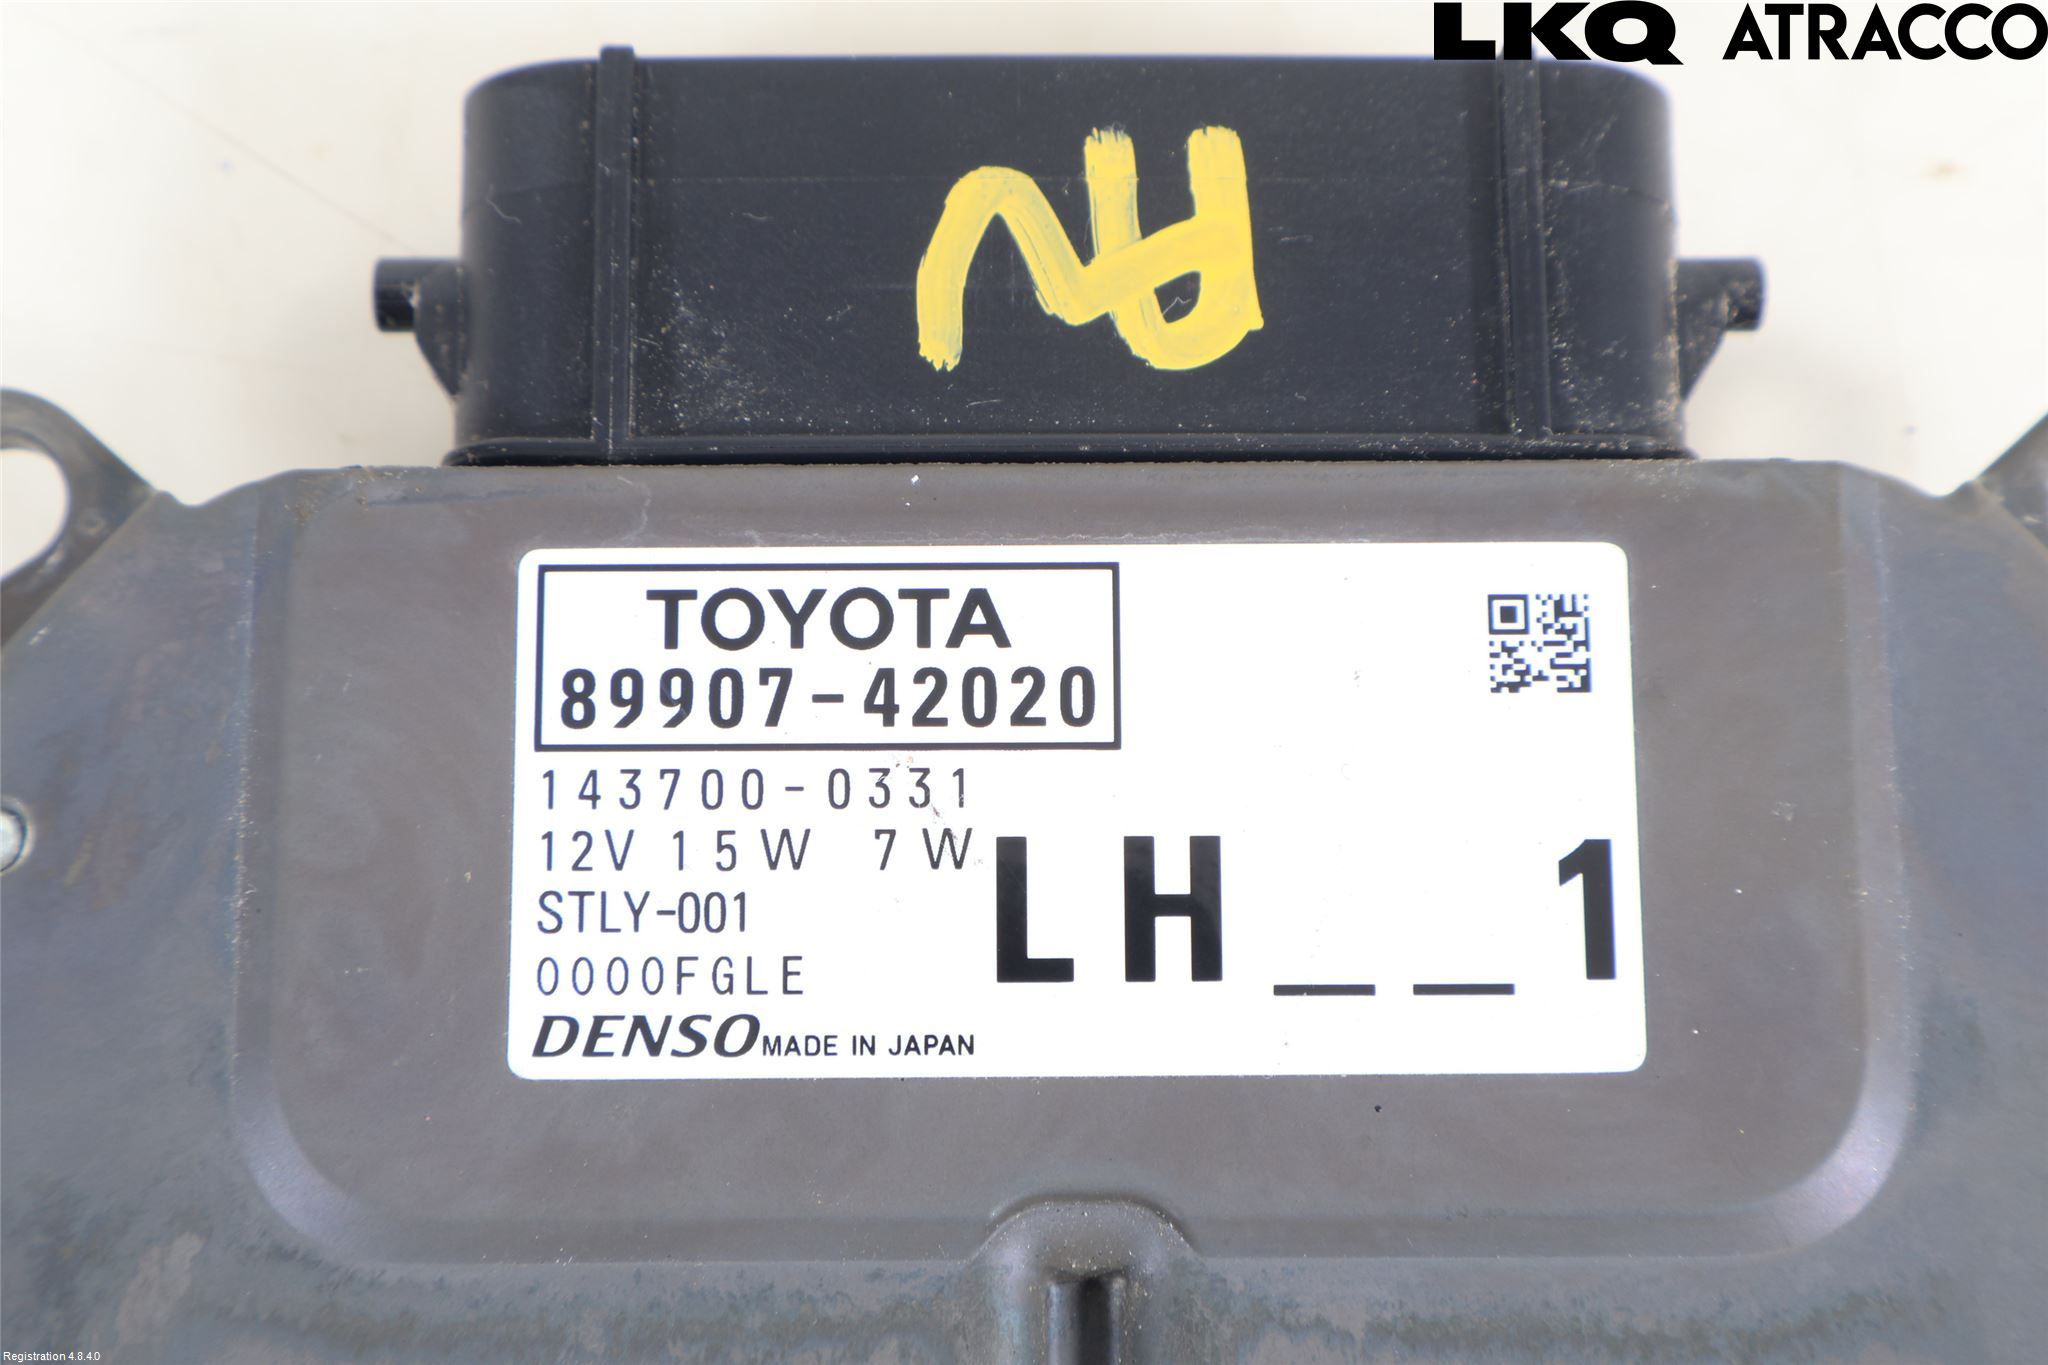 LKQ ATRACCO
TOYOTA
89907-42020
143700-0331
12V 15W 7W
STLY-001
0000FGLE
LH__1
DENSO MADE IN JAPAN
Registration 4.8.4.0